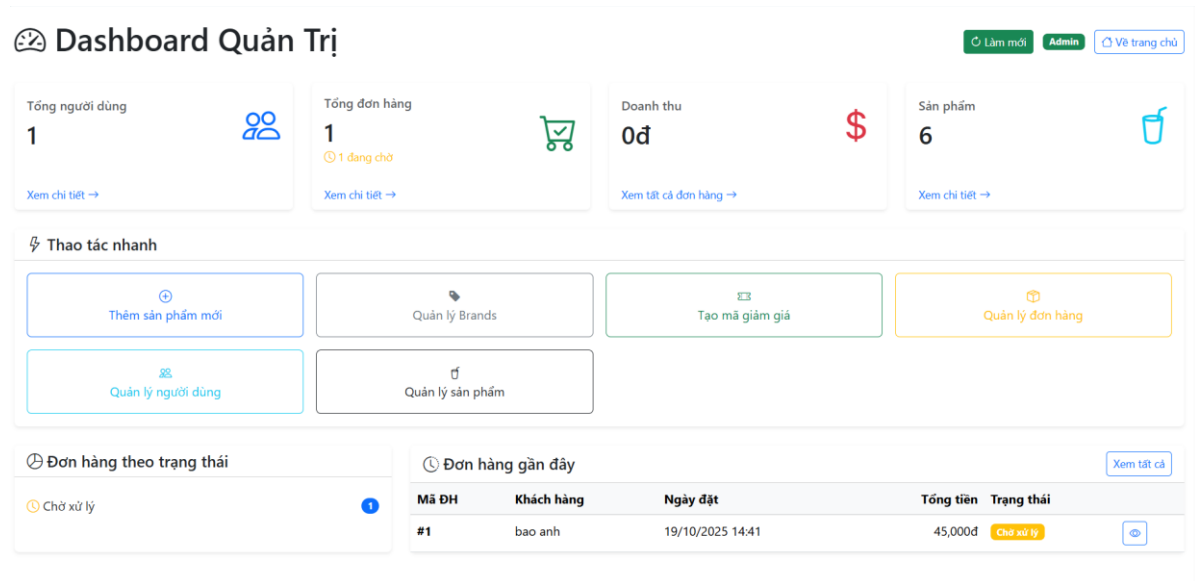 Dashboard Quản Trị
Làm mới Admin Về trang chủ
Tổng người dùng
1
Xem chi tiết →
Tổng đơn hàng
1
1 đang chờ
Xem chi tiết →
Doanh thu
0đ
Xem tất cả đơn hàng →
Sản phẩm
6
Xem chi tiết →
Thao tác nhanh
Thêm sản phẩm mới
Quản lý Brands
Tạo mã giảm giá
Quản lý đơn hàng
Quản lý người dùng
Quản lý sản phẩm
Đơn hàng theo trạng thái
Chờ xử lý 1
Đơn hàng gần đây Xem tất cả
Mã ĐH Khách hàng Ngày đặt Tổng tiền Trạng thái
#1 bao anh 19/10/2025 14:41 45,000đ Chờ xử lý